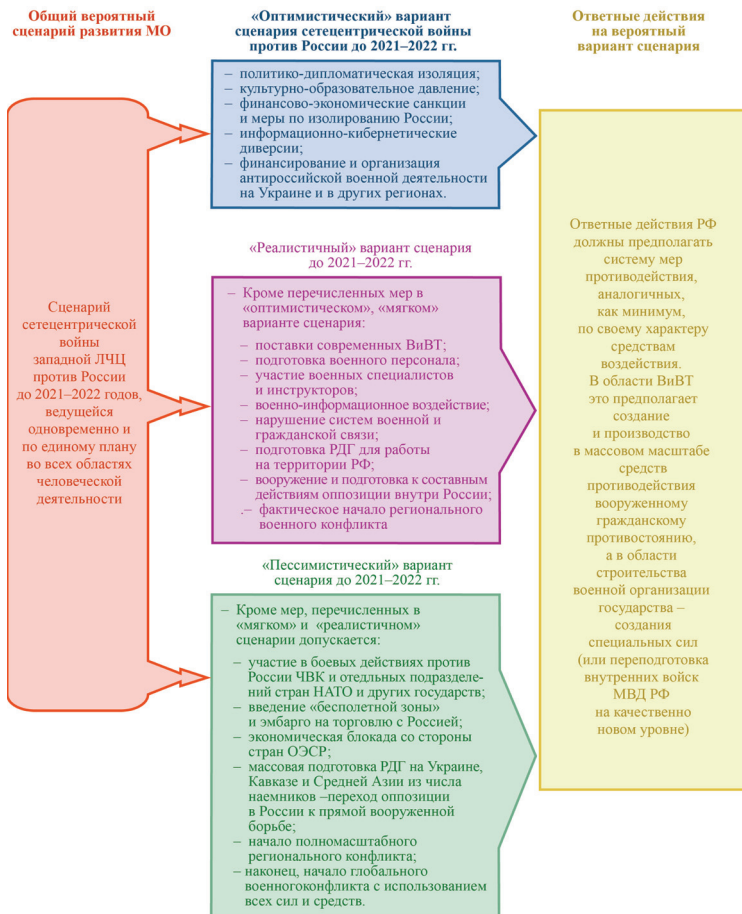 Общий вероятный
сценарий развития МО
«Оптимистический» вариант
сценария сетецентрической войны
против России до 2021–2022 гг.
Ответные действия
на вероятный
вариант сценария
Сценарий
сетецентрической
войны
западной ЛЧЦ
против России
до 2021–2022 годов,
ведущейся
одновременно и
по единому плану
во всех областях
человеческой
деятельности
– политико-дипломатическая изоляция;
– культурно-образовательное давление;
– финансово-экономические санкции
и меры по изолированию России;
– информационно-кибернетические
диверсии;
– финансирование и организация
антироссийской военной деятельности
на Украине и в других регионах.
«Реалистичный» вариант сценария
до 2021–2022 гг.
– Кроме перечисленных мер в
«оптимистическом», «мягком»
варианте сценария:
– поставки современных ВиВТ;
– подготовка военного персонала;
– участие военных специалистов
и инструкторов;
– военно-информационное воздействие;
– нарушение систем военной и
гражданской связи;
– подготовка РДГ для работы
на территории РФ;
– вооружение и подготовка к составным
действиям оппозиции внутри России;
.– фактическое начало регионального
военного конфликта
«Пессимистический» вариант
сценария до 2021–2022 гг.
– Кроме мер, перечисленных в
«мягком» и «реалистичном»
сценарии допускается:
– участие в боевых действиях против
России ЧВК и отедльных подразделе-
ний стран НАТО и других государств;
– введение «бесполетной зоны»
и эмбарго на торговлю с Россией;
– экономическая блокада со стороны
стран ОЭСР;
– массовая подготовка РДГ на Украине,
Кавказе и Средней Азии из числа
наемников –переход оппозиции
в России к прямой вооруженной
борьбе;
– начало полномасштабного
регионального конфликта;
–наконец, начало глобального
военногоконфликта с использованием
всех сил и средств.
Ответные действия РФ
должны предполагать
систему мер
противодействия,
аналогичных,
как минимум,
по своему характеру
средствам
воздействия.
В области ВиВТ
это предполагает
создание
и производство
в массовом масштабе
средств
противодействия
вооруженному
гражданскому
противостоянию,
а в области
строительства
военной организации
государства –
создания
специальных сил
(или переподготовка
внутренних войск
МВД РФ
на качественно
новом уровне)